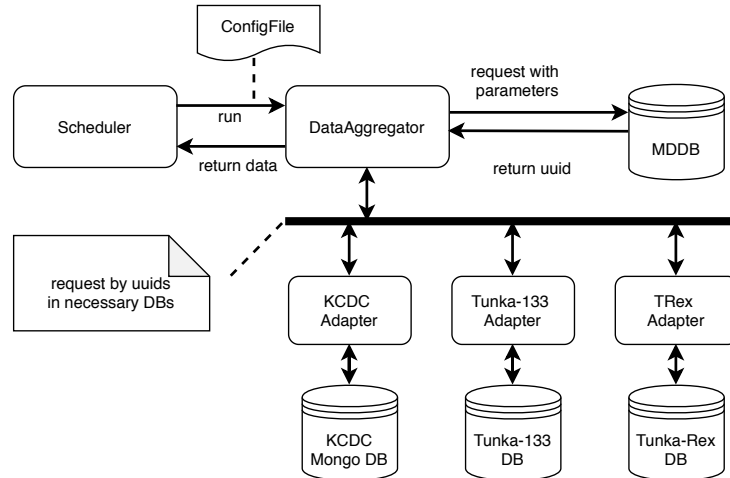 ConfigFile
Scheduler
run
return data
DataAggregator
request with
parameters
return uuid
MDDB
request by uuids
in necessary DBs
KCDC
Adapter
Tunka-133
Adapter
TRex
Adapter
KCDC
Mongo DB
Tunka-133
DB
Tunka-Rex
DB